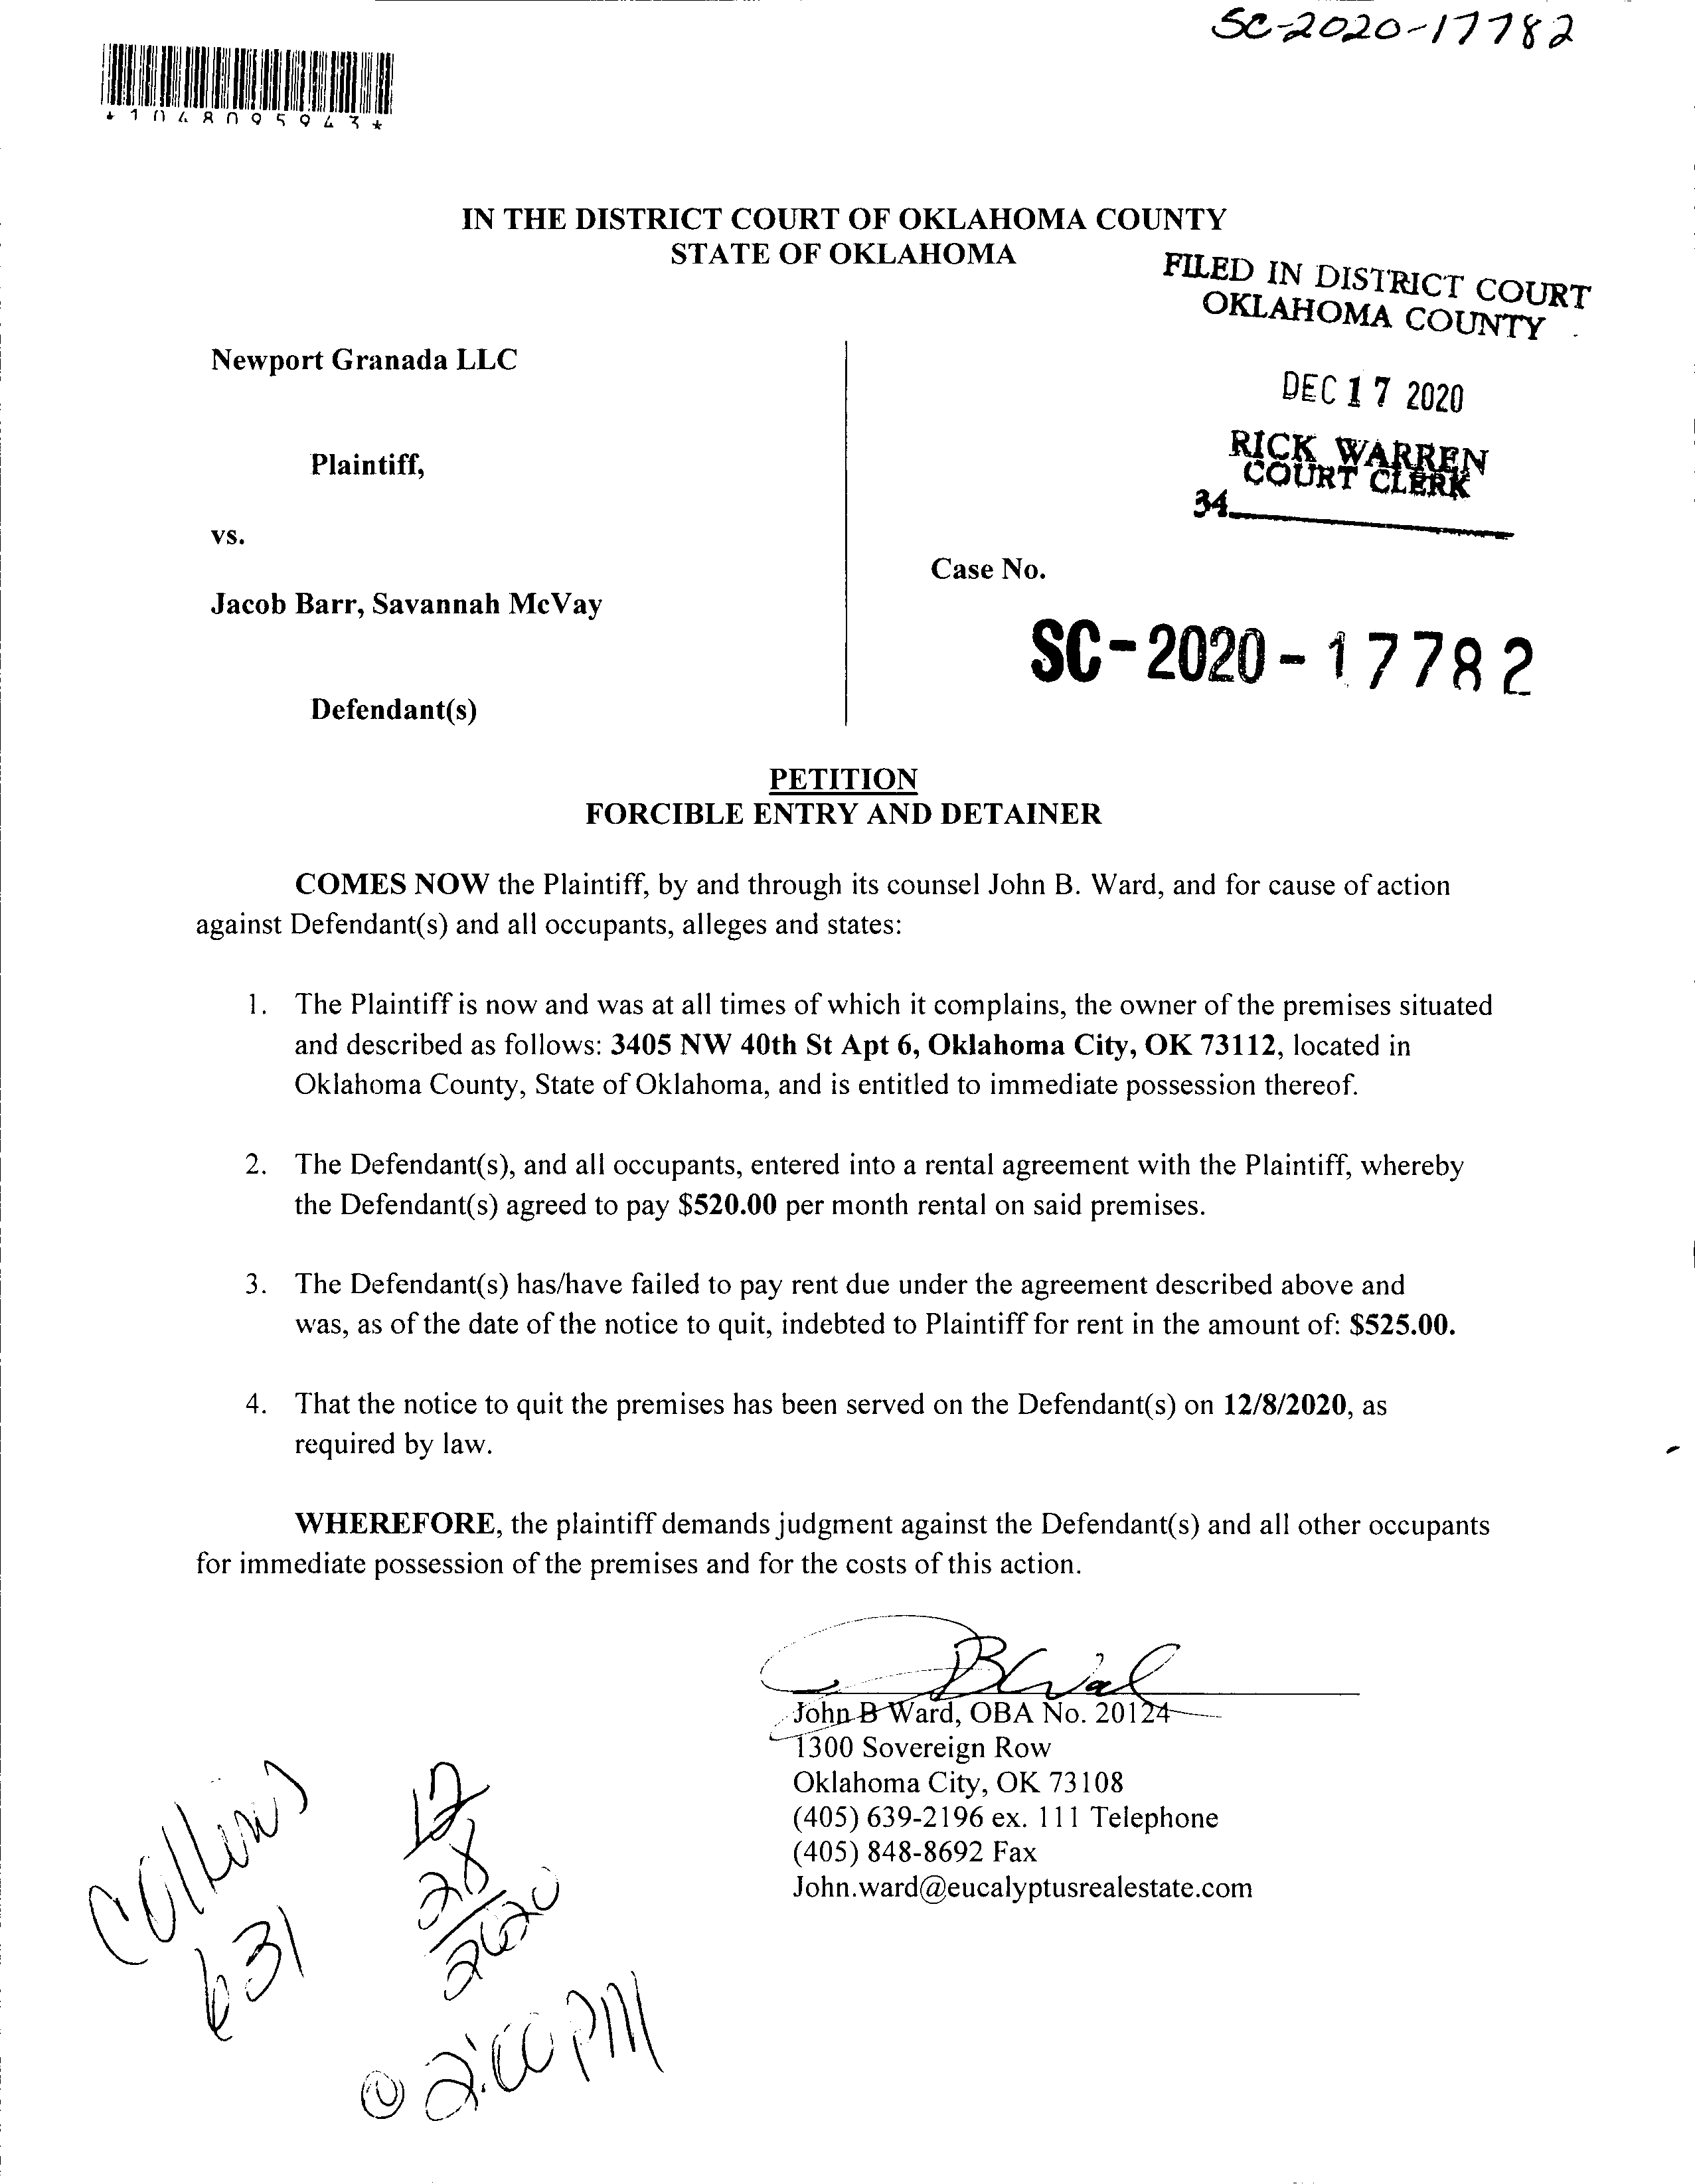 SC-2020-17782
*1048095943*
IN THE DISTRICT COURT OF OKLAHOMA COUNTY
STATE OF OKLAHOMA
FILED IN DISTRICT COURT
OKLAHOMA COUNTY
Newport Granada LLC
DEC 17 2020
RICK WARREN
COURT CLERK
Plaintiff,
34
vs.
Case No.
Jacob Barr, Savannah McVay
SC-2020-17782
Defendant(s)
PETITION
FORCIBLE ENTRY AND DETAINER
COMES NOW the Plaintiff, by and through its counsel John B. Ward, and for cause of action
against Defendant(s) and all occupants, alleges and states:
1. The Plaintiff is now and was at all times of which it complains, the owner of the premises situated
and described as follows: 3405 NW 40th St Apt 6, Oklahoma City, OK 73112, located in
Oklahoma County, State of Oklahoma, and is entitled to immediate possession thereof.
2. The Defendant(s), and all occupants, entered into a rental agreement with the Plaintiff, whereby
the Defendant(s) agreed to pay $520.00 per month rental on said premises.
3. The Defendant(s) has/have failed to pay rent due under the agreement described above and
was, as of the date of the notice to quit, indebted to Plaintiff for rent in the amount of: $525.00.
4. That the notice to quit the premises has been served on the Defendant(s) on 12/8/2020, as
required by law.
WHEREFORE, the plaintiff demands judgment against the Defendant(s) and all other occupants
for immediate possession of the premises and for the costs of this action.
John B Ward, OBA No. 20124
1300 Sovereign Row
Oklahoma City, OK 73108
(405) 639-2196 ex. 111 Telephone
(405) 848-8692 Fax
John.ward@eucalyptusrealestate.com
Collins
631
12
28
2020
@ 2:00 PM